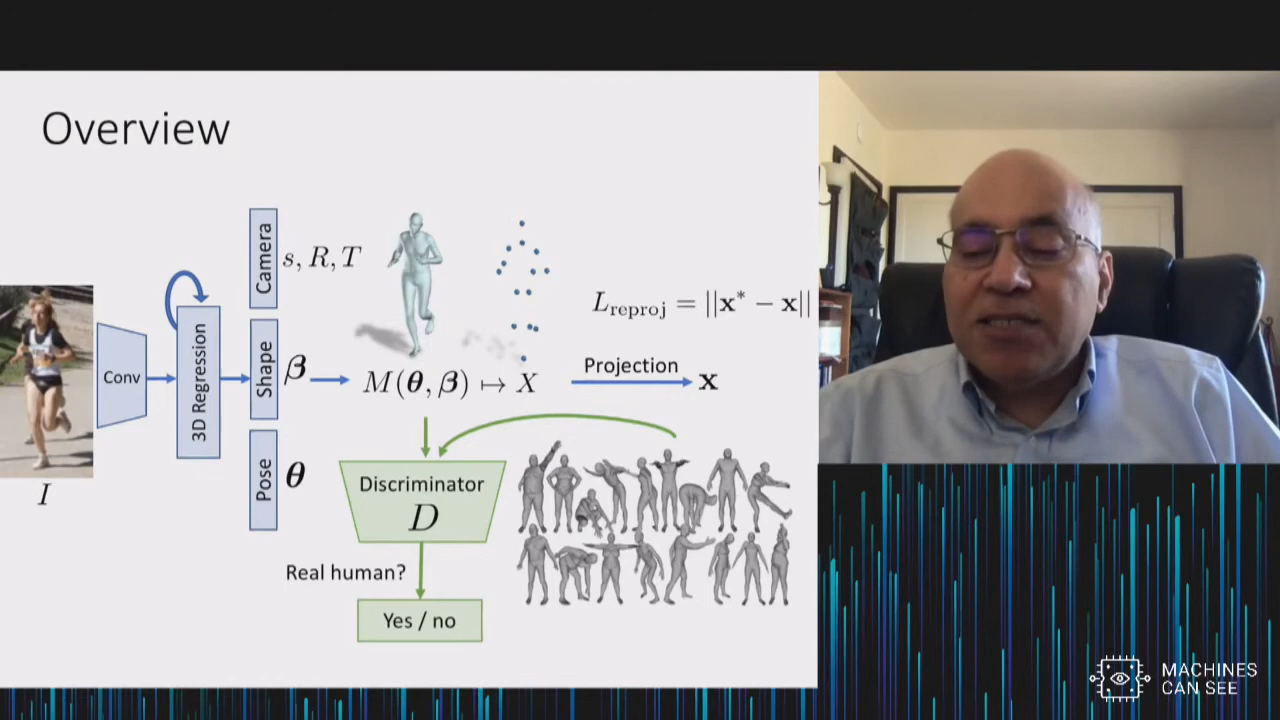 Overview
I
Conv
3D Regression
Camera
s, R, T
Shape
β
Pose
θ
M(θ, β) ↦ X
L_reproj = ||x* − x||
Projection
x
Discriminator
D
Real human?
Yes / no
MACHINES
CAN SEE